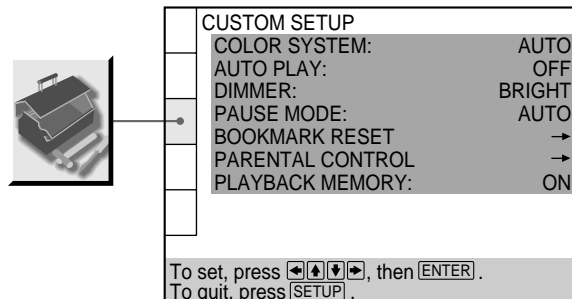 CUSTOM SETUP
COLOR SYSTEM: AUTO
AUTO PLAY: OFF
DIMMER: BRIGHT
PAUSE MODE: AUTO
BOOKMARK RESET →
PARENTAL CONTROL →
PLAYBACK MEMORY: ON
To set, press ←↑↓→, then ENTER.
To quit, press SETUP.